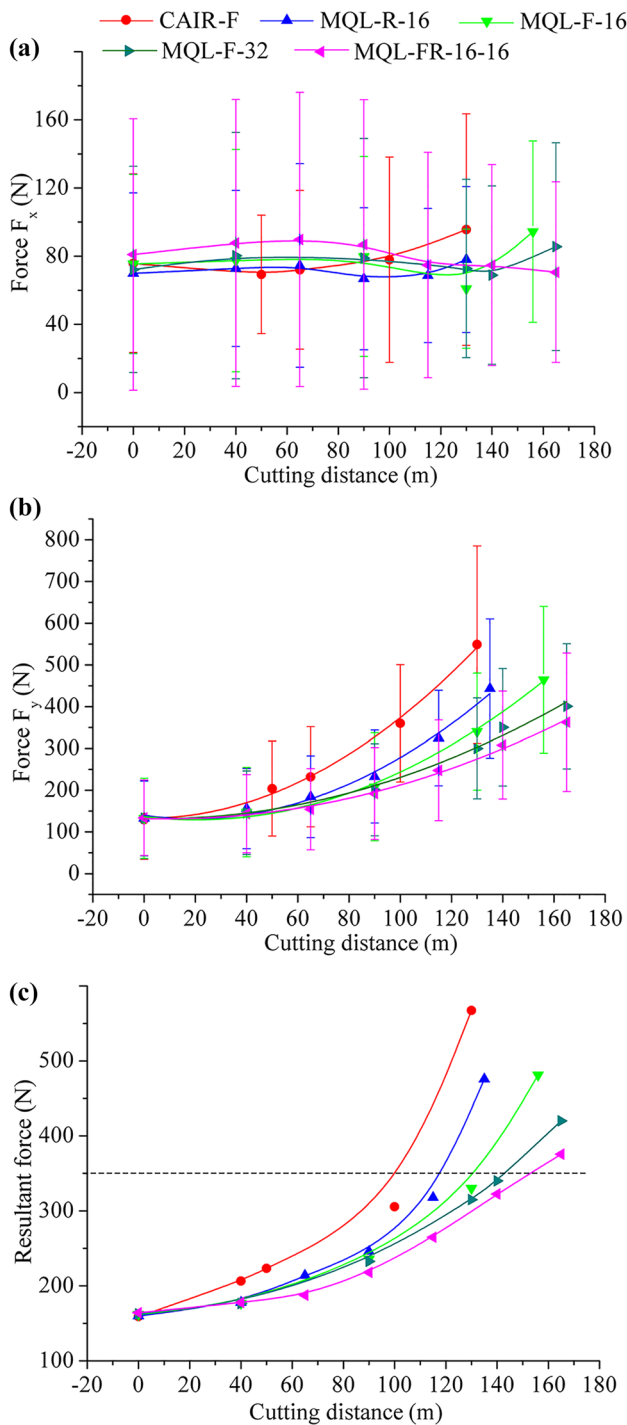 CAIR-F MQL-R-16 MQL-F-16
MQL-F-32 MQL-FR-16-16
(a)
Force Fx (N)
160
120
80
40
0
-20 0 20 40 60 80 100 120 140 160 180
Cutting distance (m)
(b)
Force Fy (N)
800
700
600
500
400
300
200
100
0
-20 0 20 40 60 80 100 120 140 160 180
Cutting distance (m)
(c)
Resultant force (N)
500
400
300
200
100
-20 0 20 40 60 80 100 120 140 160 180
Cutting distance (m)